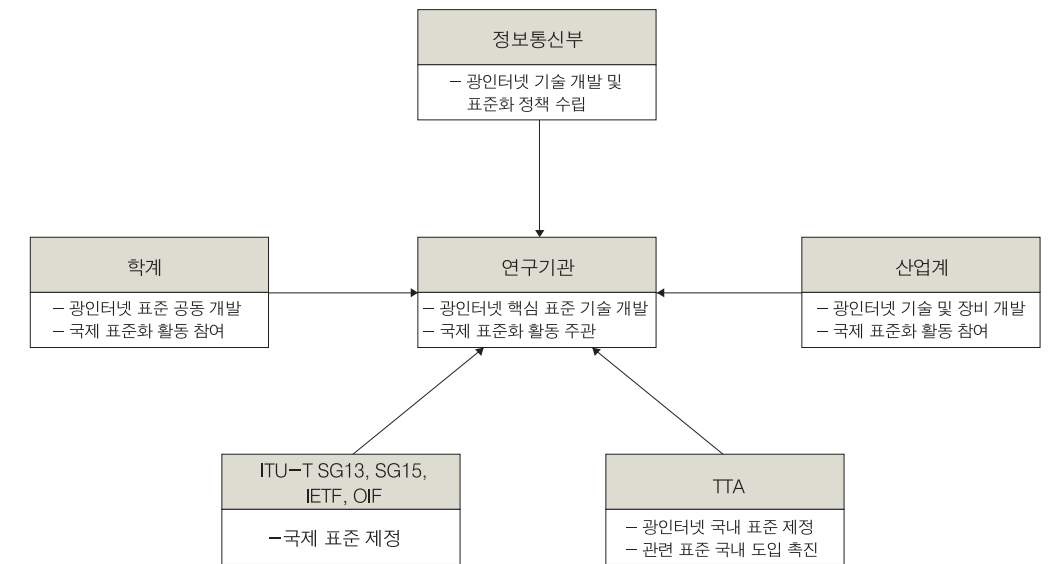 정보통신부
– 광인터넷 기술 개발 및
표준화 정책 수립
학계
– 광인터넷 표준 공동 개발
– 국제 표준화 활동 참여
연구기관
– 광인터넷 핵심 표준 기술 개발
– 국제 표준화 활동 주관
산업계
– 광인터넷 기술 및 장비 개발
– 국제 표준화 활동 참여
ITU–T SG13, SG15,
IETF, OIF
–국제 표준 제정
TTA
– 광인터넷 국내 표준 제정
– 관련 표준 국내 도입 촉진